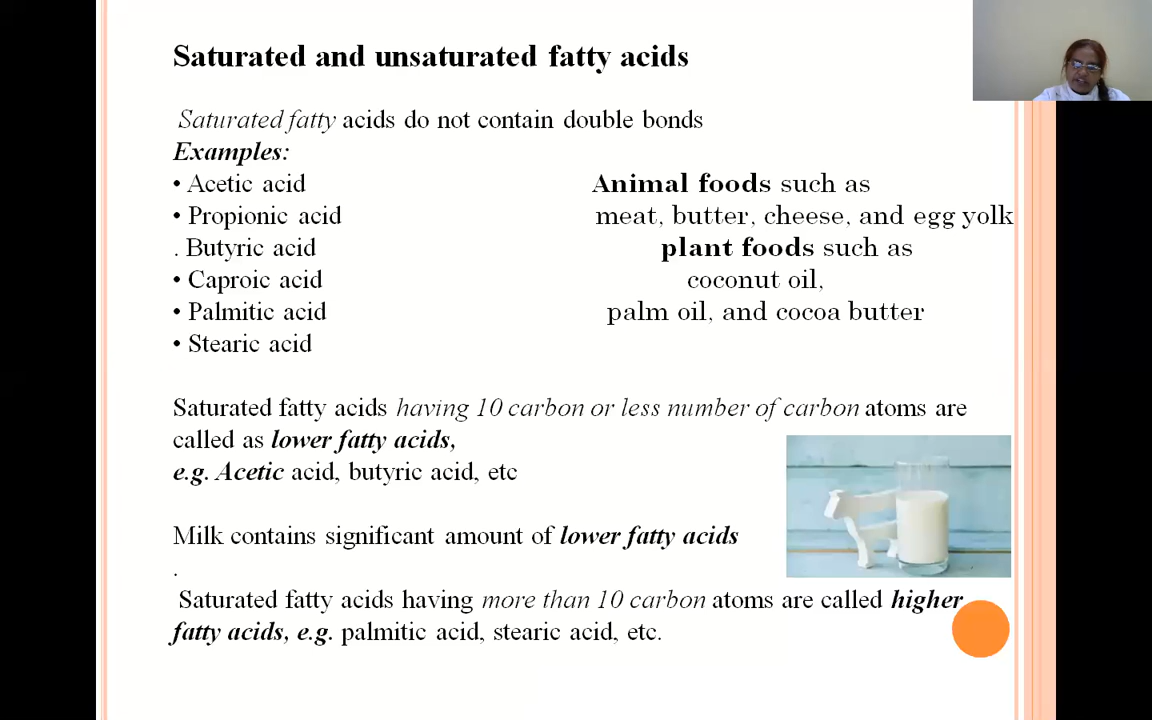 Saturated and unsaturated fatty acids
Saturated fatty acids do not contain double bonds
Examples:
• Acetic acid
• Propionic acid
. Butyric acid
• Caproic acid
• Palmitic acid
• Stearic acid
Animal foods such as
meat, butter, cheese, and egg yolk
plant foods such as
coconut oil,
palm oil, and cocoa butter
Saturated fatty acids having 10 carbon or less number of carbon atoms are
called as lower fatty acids,
e.g. Acetic acid, butyric acid, etc
Milk contains significant amount of lower fatty acids
.
Saturated fatty acids having more than 10 carbon atoms are called higher
fatty acids, e.g. palmitic acid, stearic acid, etc.